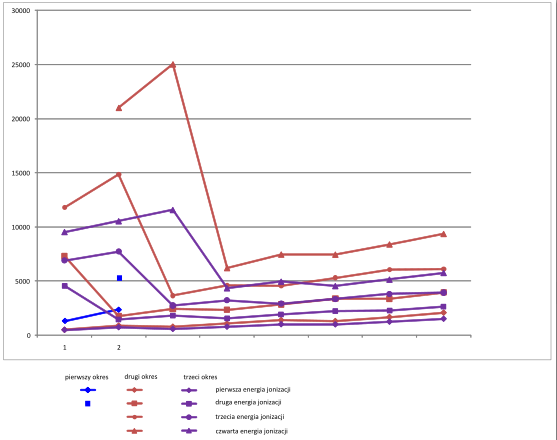 30000
25000
20000
15000
10000
5000
0
1 2
pierwszy okres drugi okres trzeci okres
pierwsza energia jonizacji
druga energia jonizacji
trzecia energia jonizacji
czwarta energia jonizacji